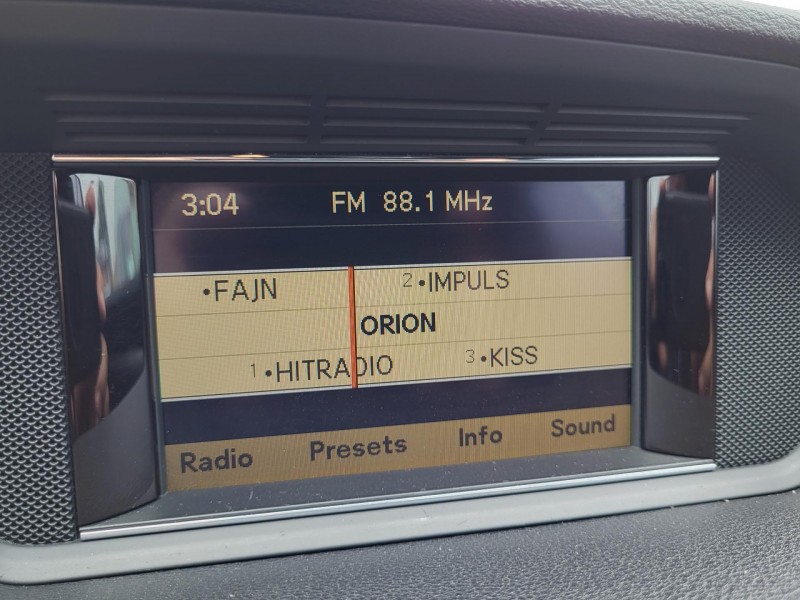 3:04 FM 88.1 MHz
•FAJN 2•IMPULS
ORION
1•HITRADIO 3•KISS
Radio Presets Info Sound